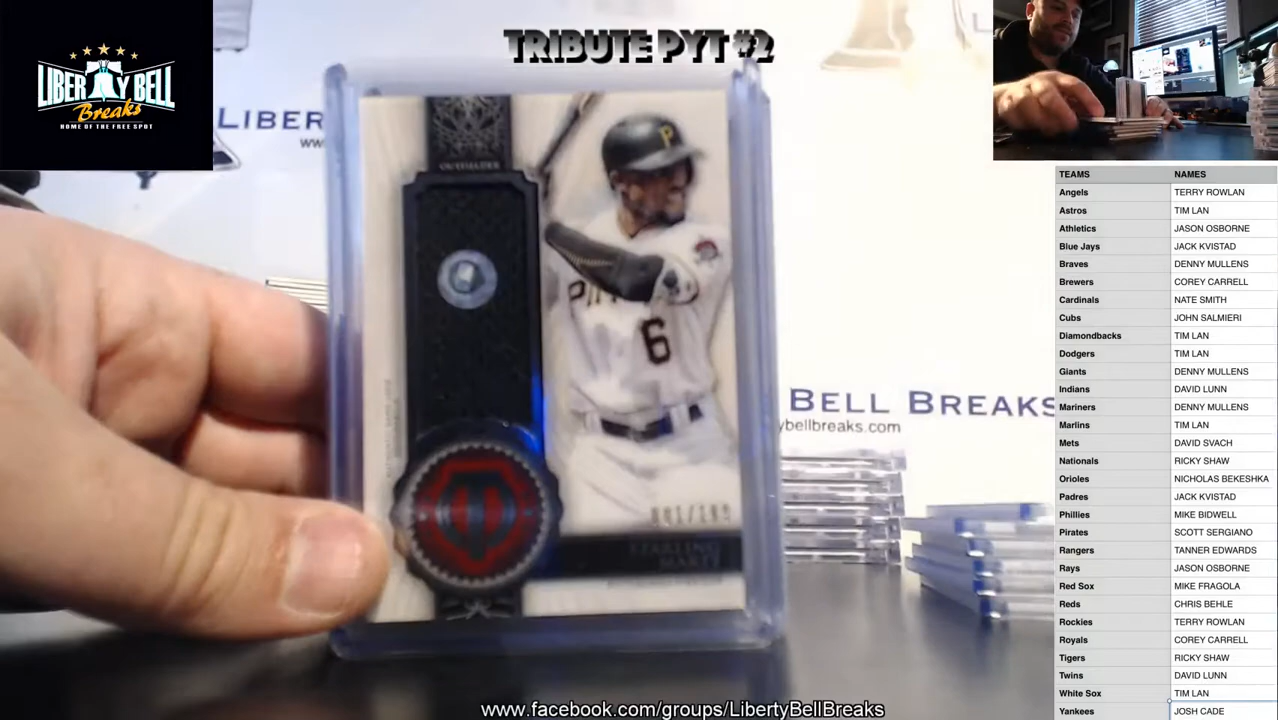 TRIBUTE PYT #2
LIBERTY BELL
Breaks
HOME OF THE FREE SPOT
LIBER
OUTFIELDER
P
6
STARLING
MARTE
BELL BREAKS
ybellbreaks.com
www.facebook.com/groups/LibertyBellBreaks
TEAMS NAMES
Angels TERRY ROWLAN
Astros TIM LAN
Athletics JASON OSBORNE
Blue Jays JACK KVISTAD
Braves DENNY MULLENS
Brewers COREY CARRELL
Cardinals NATE SMITH
Cubs JOHN SALMIERI
Diamondbacks TIM LAN
Dodgers TIM LAN
Giants DENNY MULLENS
Indians DAVID LUNN
Mariners DENNY MULLENS
Marlins TIM LAN
Mets DAVID SVACH
Nationals RICKY SHAW
Orioles NICHOLAS BEKESHKA
Padres JACK KVISTAD
Phillies MIKE BIDWELL
Pirates SCOTT SERGIANO
Rangers TANNER EDWARDS
Rays JASON OSBORNE
Red Sox MIKE FRAGOLA
Reds CHRIS BEHLE
Rockies TERRY ROWLAN
Royals COREY CARRELL
Tigers RICKY SHAW
Twins DAVID LUNN
White Sox TIM LAN
Yankees JOSH CADE